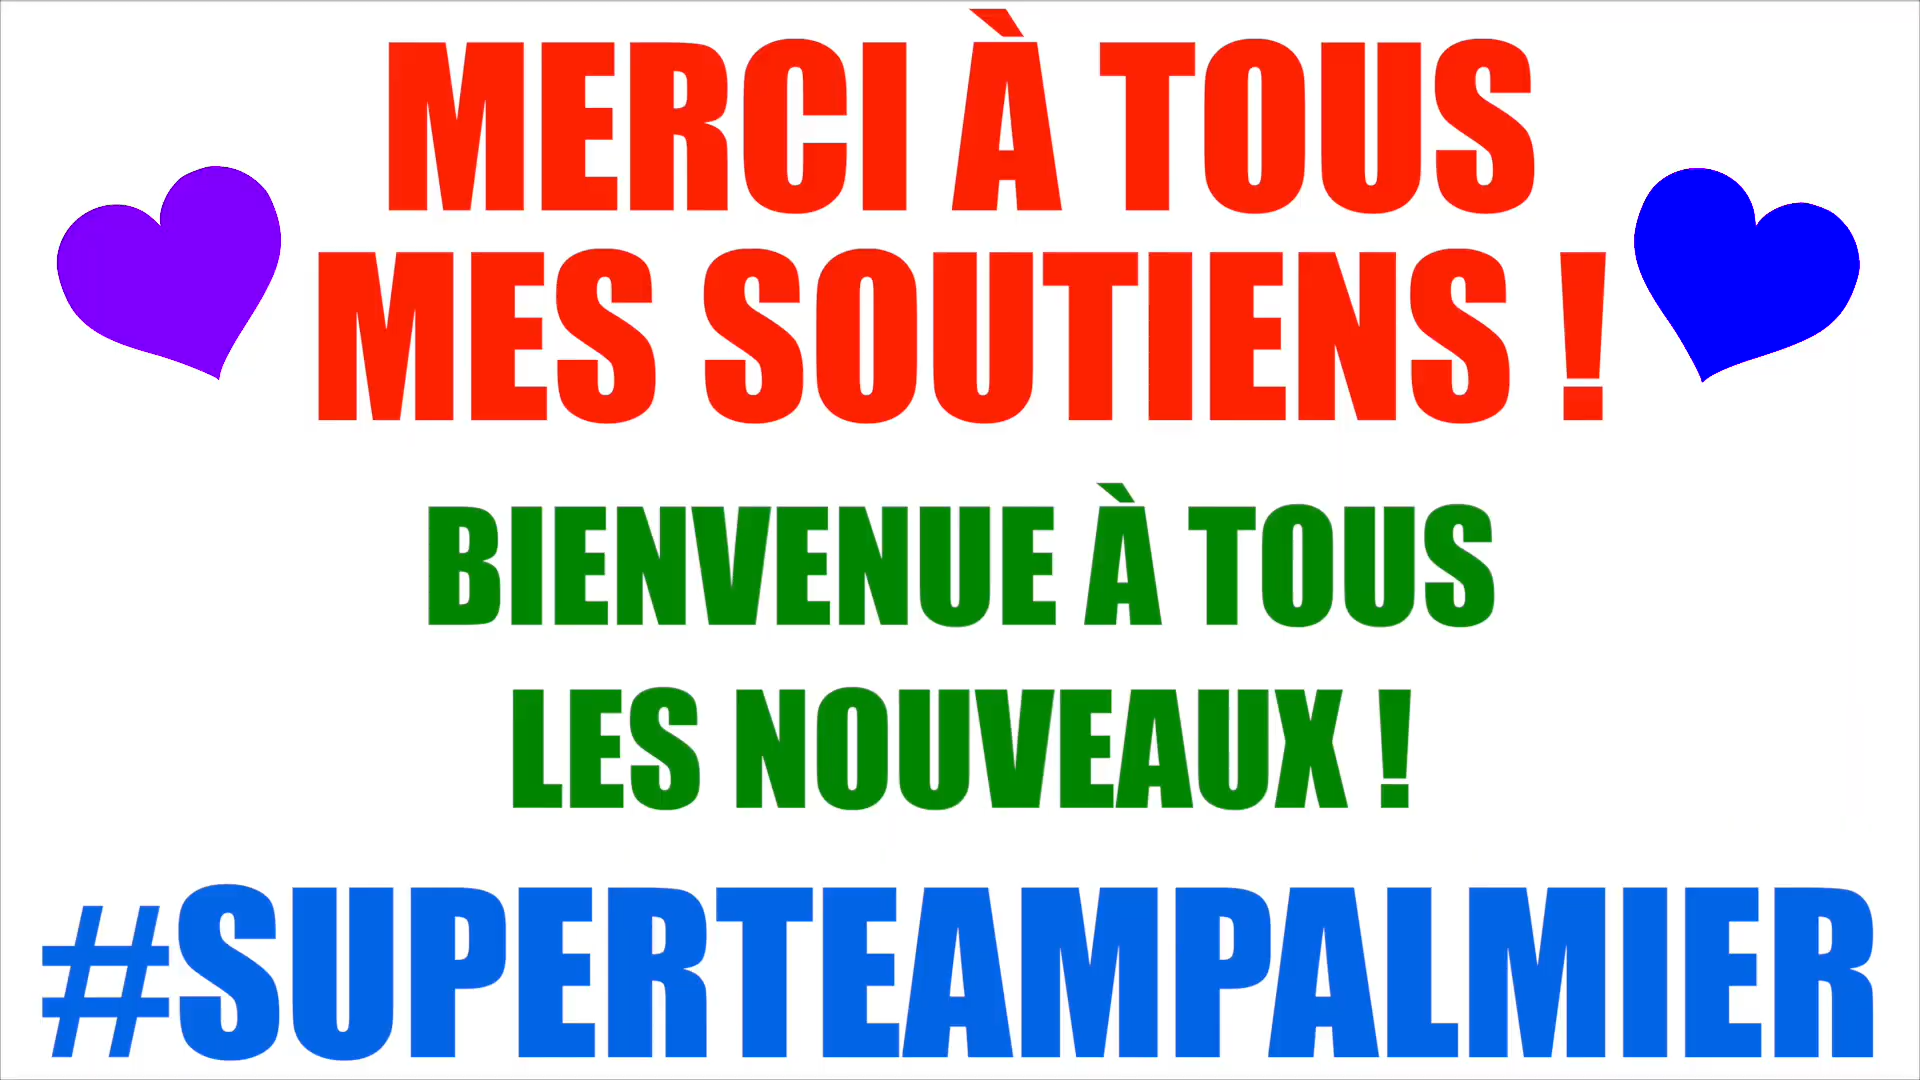 MERCI À TOUS
MES SOUTIENS !
BIENVENUE À TOUS
LES NOUVEAUX !
#SUPERTEAMPALMIER